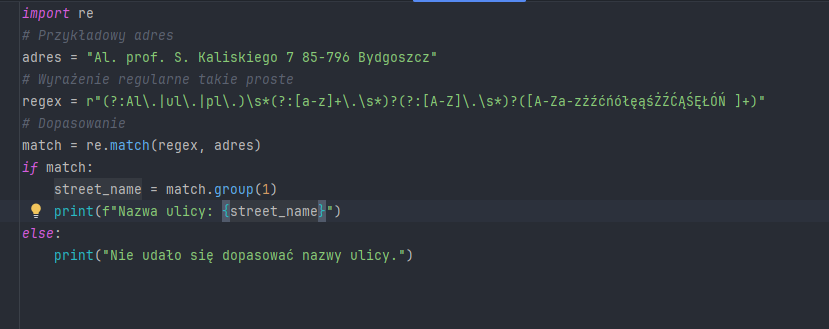 import re
# Przykładowy adres
adres = "Al. prof. S. Kaliskiego 7 85-796 Bydgoszcz"
# Wyrażenie regularne takie proste
regex = r"(?:Al\.|ul\.|pl\.)\s*(?:[a-z]+\.\s*)?(?:[A-Z]\.\s*)?([A-Za-zżźćńółęąśŻŹĆĄŚĘŁÓŃ ]+)"
# Dopasowanie
match = re.match(regex, adres)
if match:
    street_name = match.group(1)
    print(f"Nazwa ulicy: {street_name}")
else:
    print("Nie udało się dopasować nazwy ulicy.")